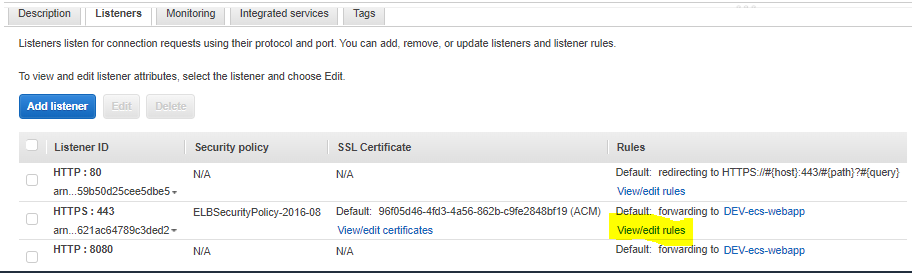 Description Listeners Monitoring Integrated services Tags
Listeners listen for connection requests using their protocol and port. You can add, remove, or update listeners and listener rules.
To view and edit listener attributes, select the listener and choose Edit.
Add listener Edit Delete
Listener ID Security policy SSL Certificate Rules
HTTP : 80 N/A N/A Default: redirecting to HTTPS://#{host}:443/#{path}?#{query}
arn...59b50d25cee5dbe5 View/edit rules
HTTPS : 443 ELBSecurityPolicy-2016-08 Default: 96f05d46-4fd3-4a56-862b-c9fe2848bf19 (ACM) Default: forwarding to DEV-ecs-webapp
arn...621ac64789c3ded2 View/edit certificates View/edit rules
HTTP : 8080 N/A N/A Default: forwarding to DEV-ecs-webapp